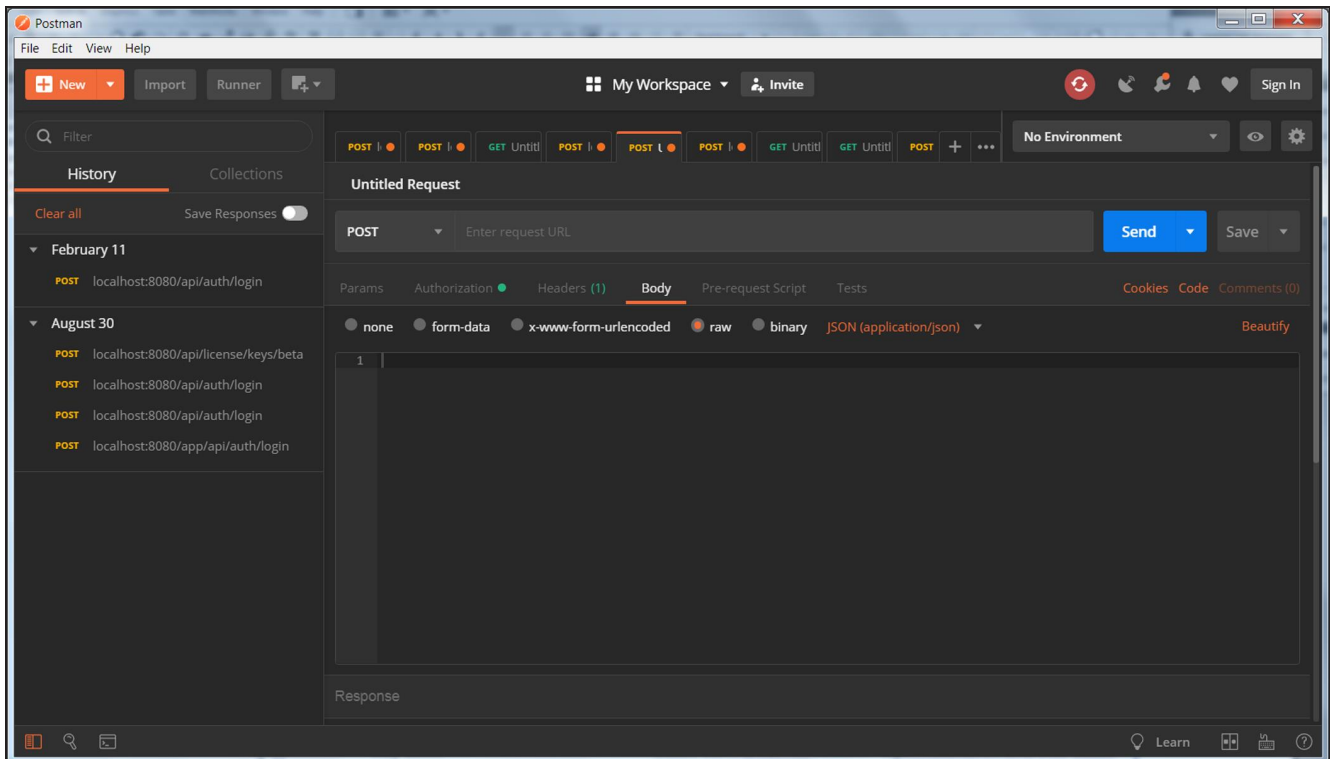 Postman
File Edit View Help
New Import Runner My Workspace Invite Sign In
Filter
History Collections
Clear all Save Responses
February 11
POST localhost:8080/api/auth/login
August 30
POST localhost:8080/api/license/keys/beta
POST localhost:8080/api/auth/login
POST localhost:8080/api/auth/login
POST localhost:8080/app/api/auth/login
POST POST GET Untitl POST POST POST GET Untitl GET Untitl POST No Environment
Untitled Request
POST Enter request URL Send Save
Params Authorization Headers (1) Body Pre-request Script Tests Cookies Code Comments (0)
none form-data x-www-form-urlencoded raw binary JSON (application/json) Beautify
1
Response
Learn